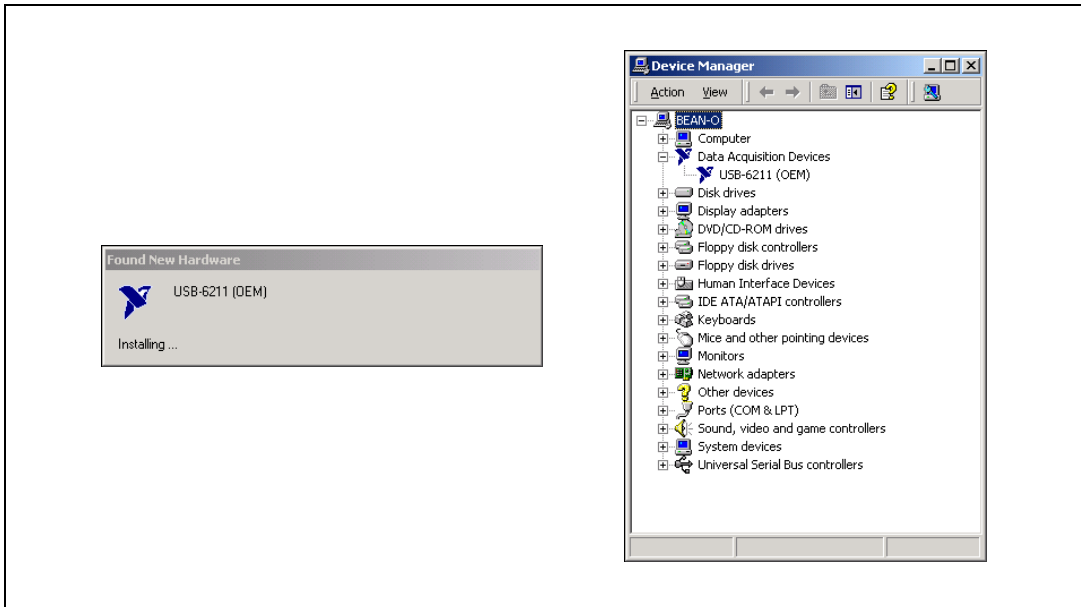 Found New Hardware
USB-6211 (OEM)
Installing ...
Device Manager
Action View
BEAN-O
Computer
Data Acquisition Devices
USB-6211 (OEM)
Disk drives
Display adapters
DVD/CD-ROM drives
Floppy disk controllers
Floppy disk drives
Human Interface Devices
IDE ATA/ATAPI controllers
Keyboards
Mice and other pointing devices
Monitors
Network adapters
Other devices
Ports (COM & LPT)
Sound, video and game controllers
System devices
Universal Serial Bus controllers